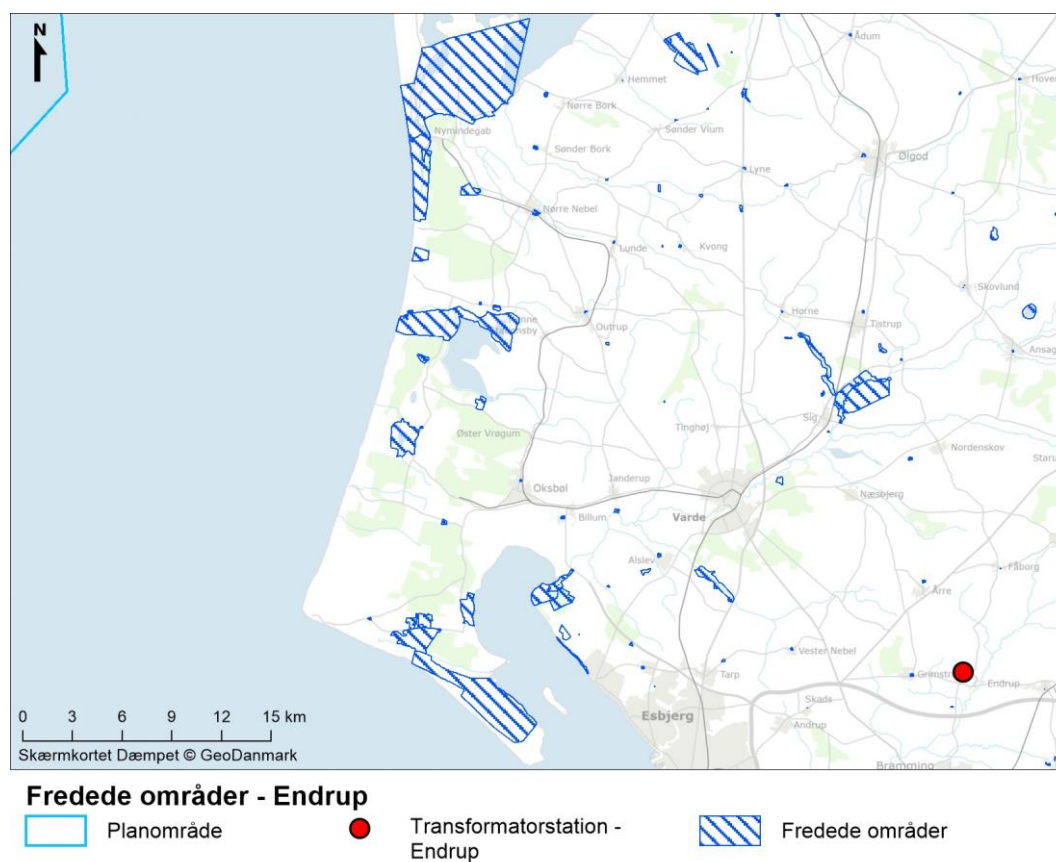 N
Ådum
Hemmet
Hoven
Nørre Bork
Sønder Vium
Nymindegab
Sønder Bork
Ølgod
Lyne
Nørre Nebel
Lunde
Kvong
Skovlund
Outrup
Horne
Tistrup
Ansag
Øster Vrøgum
Tinghøj
Sig
Nordenskov
Oksbøl
Janderup
Næsbjerg
Billum
Varde
Alslev
Fåborg
Årre
Vester Nebel
Tarp
Grimstr
Endrup
Skads
Esbjerg
Andrup
Bramming
0 3 6 9 12 15 km
Skærmkortet Dæmpet © GeoDanmark
Fredede områder - Endrup
Planområde
Transformatorstation -
Endrup
Fredede områder